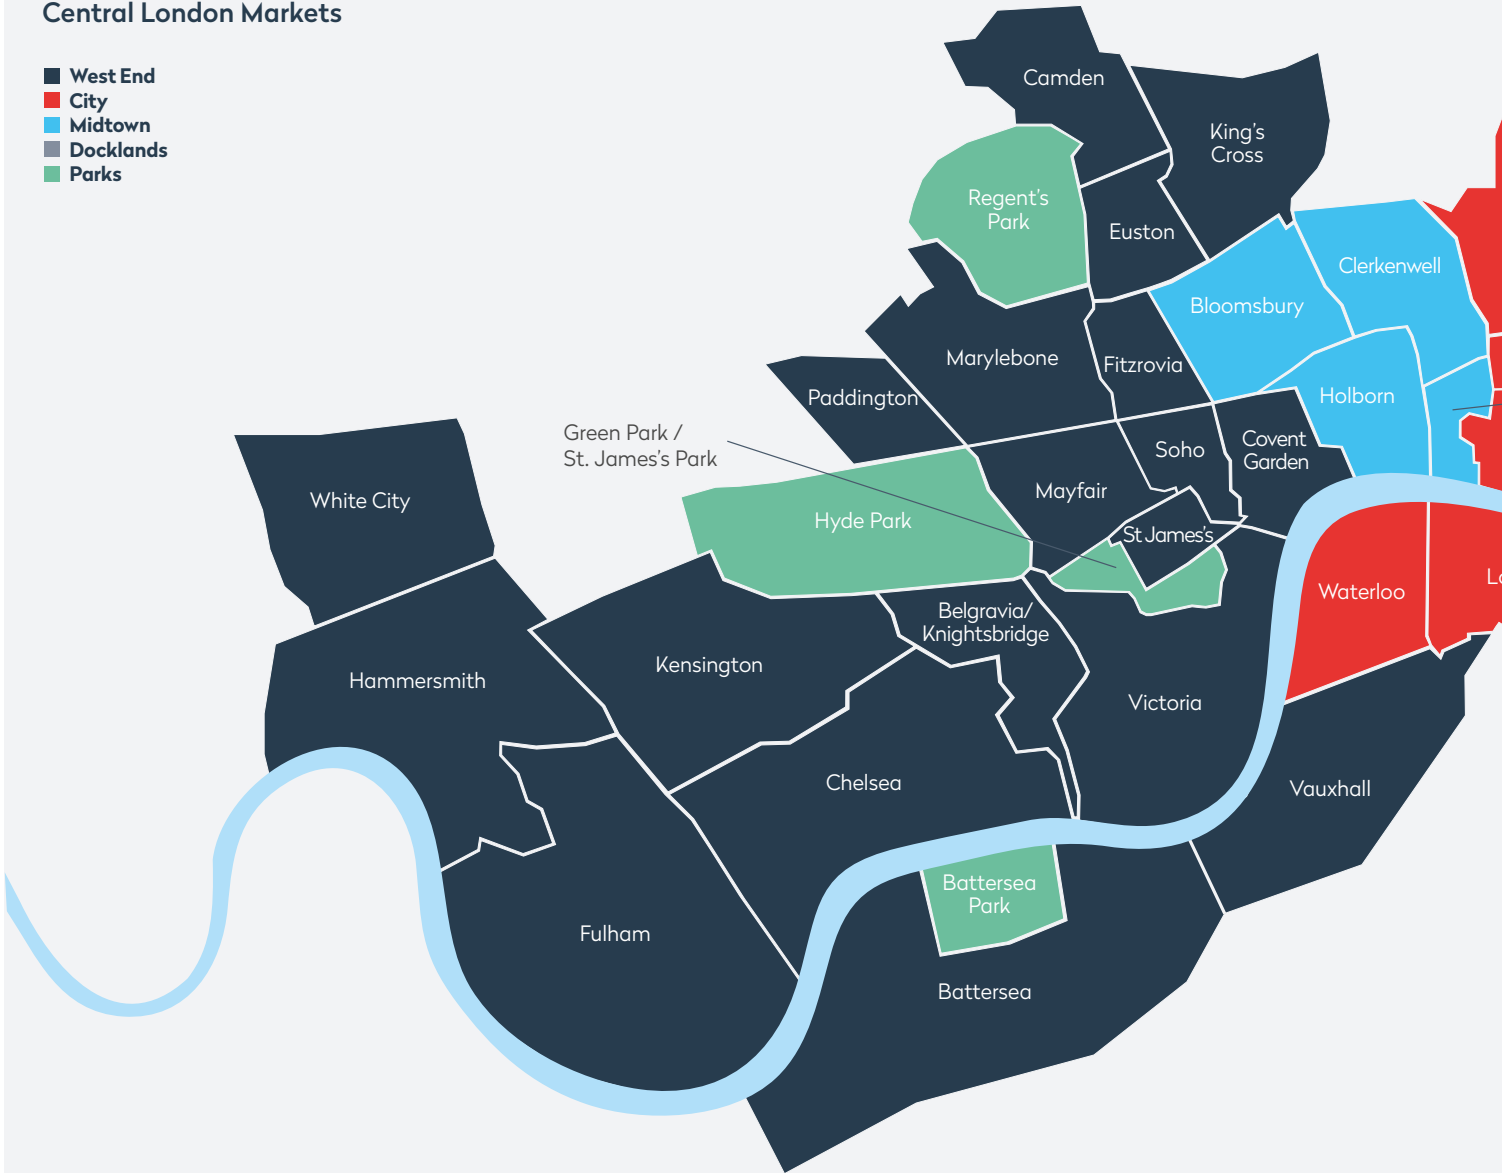 Central London Markets
West End
City
Midtown
Docklands
Parks
Camden
King's
Cross
Regent's
Park
Euston
Clerkenwell
Bloomsbury
Marylebone
Fitzrovia
Paddington
Holborn
Green Park /
St. James's Park
Soho
Covent
Garden
White City
Mayfair
Hyde Park
St James's
Waterloo
Belgravia/
Knightsbridge
Kensington
Hammersmith
Victoria
Chelsea
Vauxhall
Battersea
Park
Fulham
Battersea